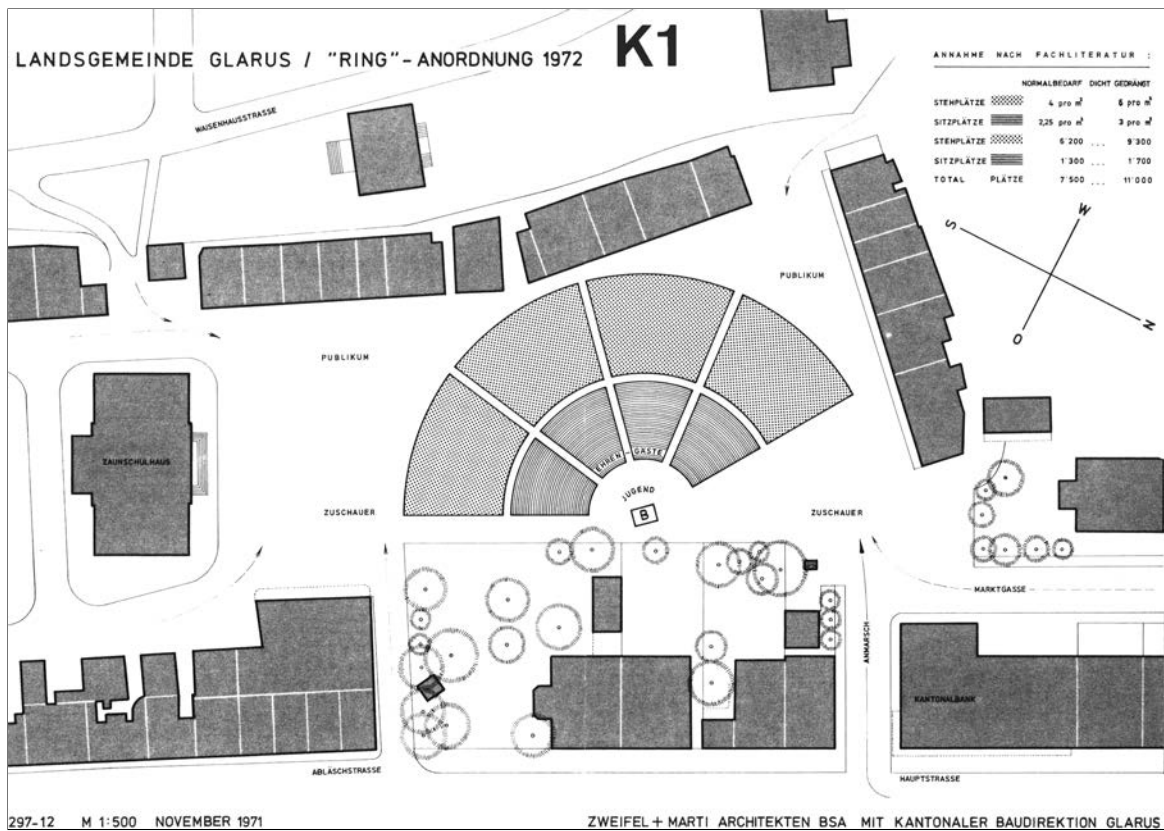 LANDSGEMEINDE GLARUS / "RING"-ANORDNUNG 1972 K1
ANNAHME NACH FACHLITERATUR :
NORMALBEDARF DICHT GEDRÄNGT
STEHPLÄTZE 4 pro m² 6 pro m²
SITZPLÄTZE 2,25 pro m² 3 pro m²
STEHPLÄTZE 6'200 ... 9'300
SITZPLÄTZE 1'300 ... 1'700
TOTAL PLÄTZE 7'500 ... 11'000
WAISENHAUSSTRASSE
S
W
N
O
PUBLIKUM
PUBLIKUM
ZAUNSCHULHAUS
EHREN-GÄSTE
JUGEND
B
ZUSCHAUER
ZUSCHAUER
MARKTGASSE
ANMARSCH
KANTONALBANK
ABLÄSCHSTRASSE
HAUPTSTRASSE
297-12 M 1:500 NOVEMBER 1971
ZWEIFEL + MARTI ARCHITEKTEN BSA MIT KANTONALER BAUDIREKTION GLARUS